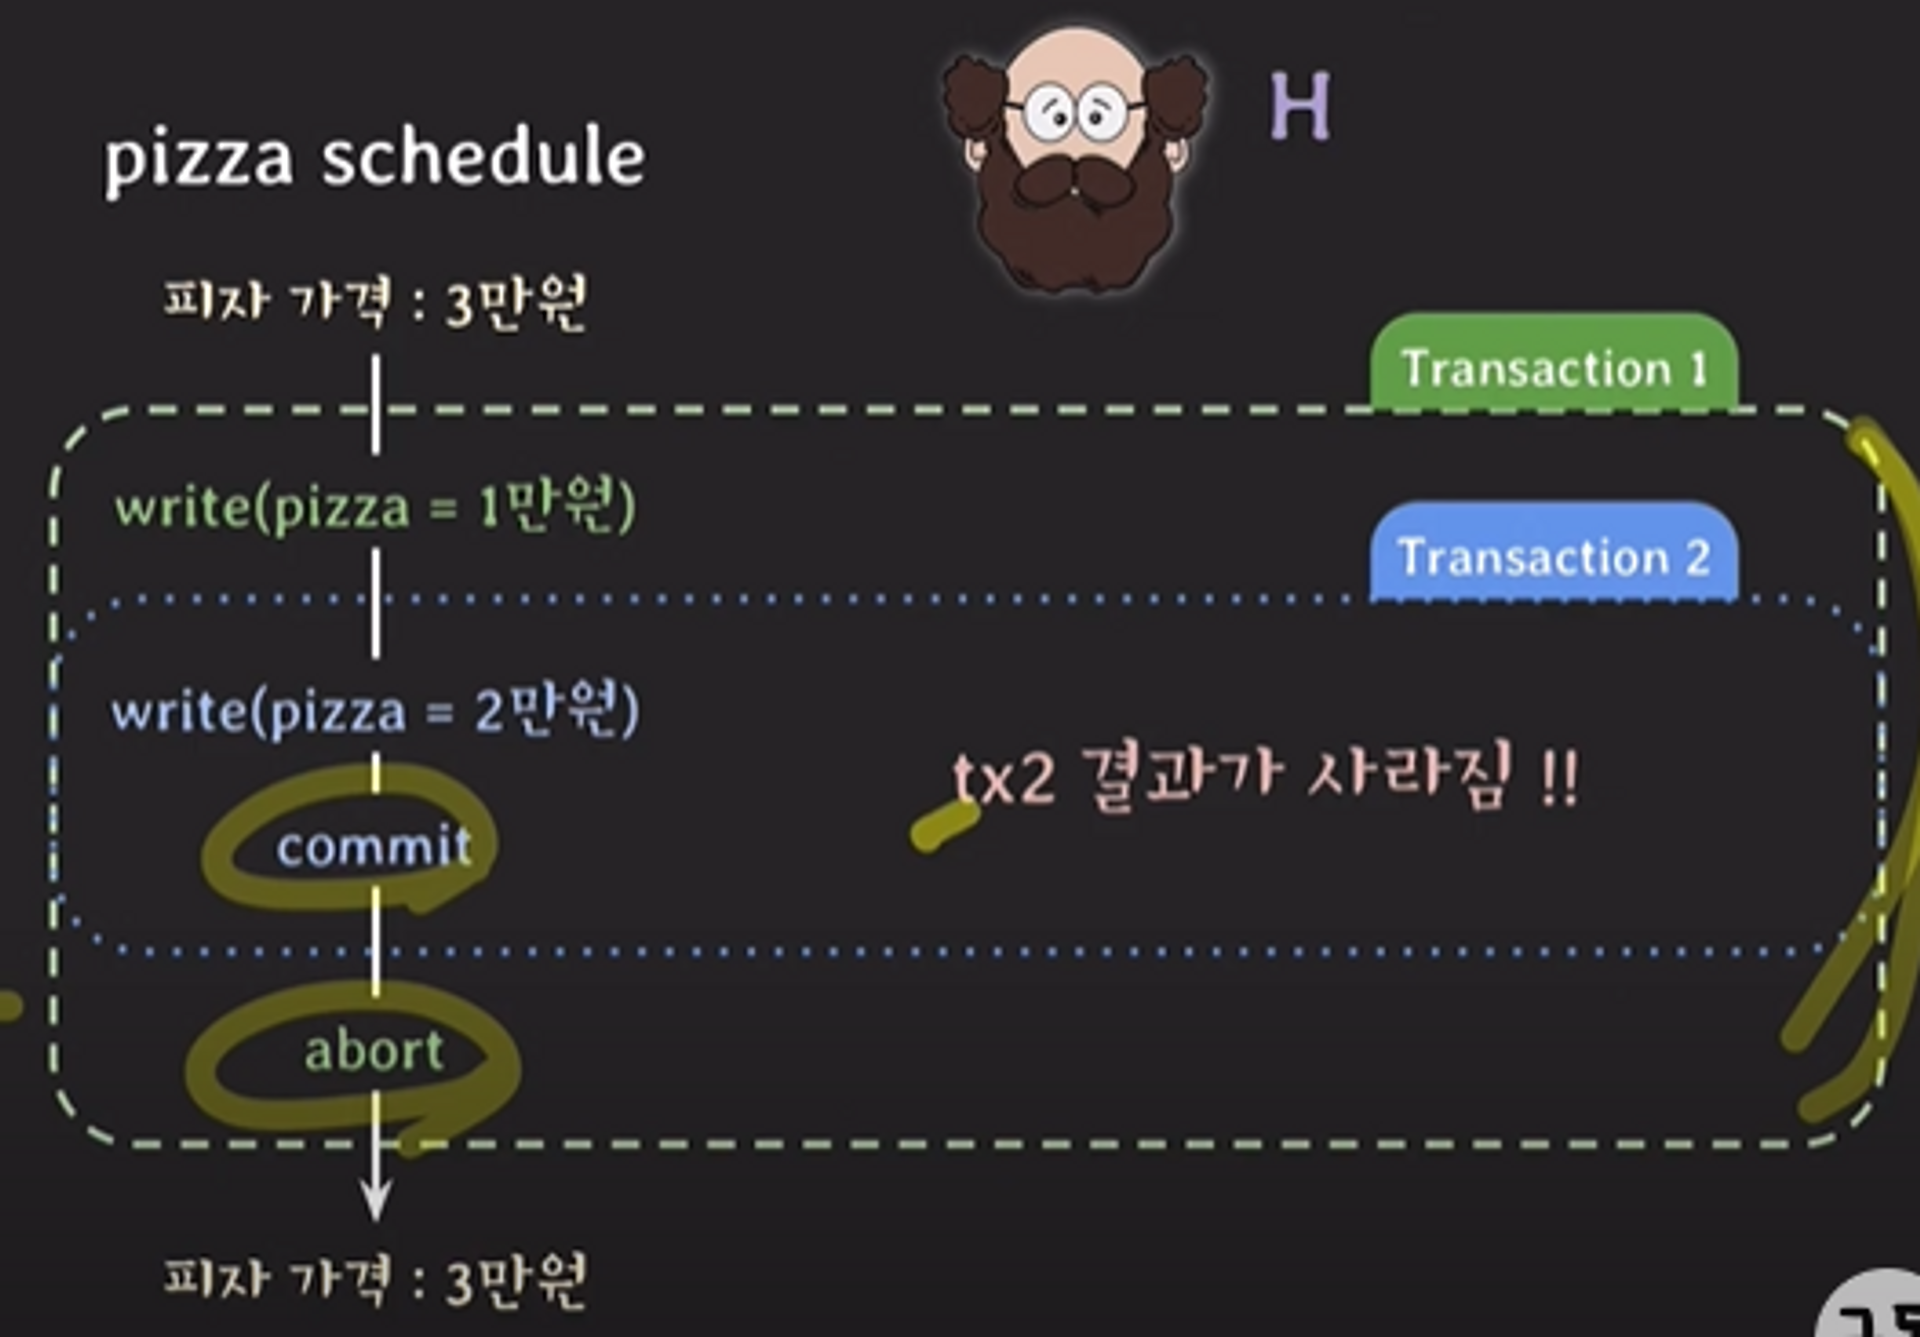 H
pizza schedule
피자 가격 : 3만원
Transaction 1
write(pizza = 1만원)
Transaction 2
write(pizza = 2만원)
tx2 결과가 사라짐 !!
commit
abort
피자 가격 : 3만원